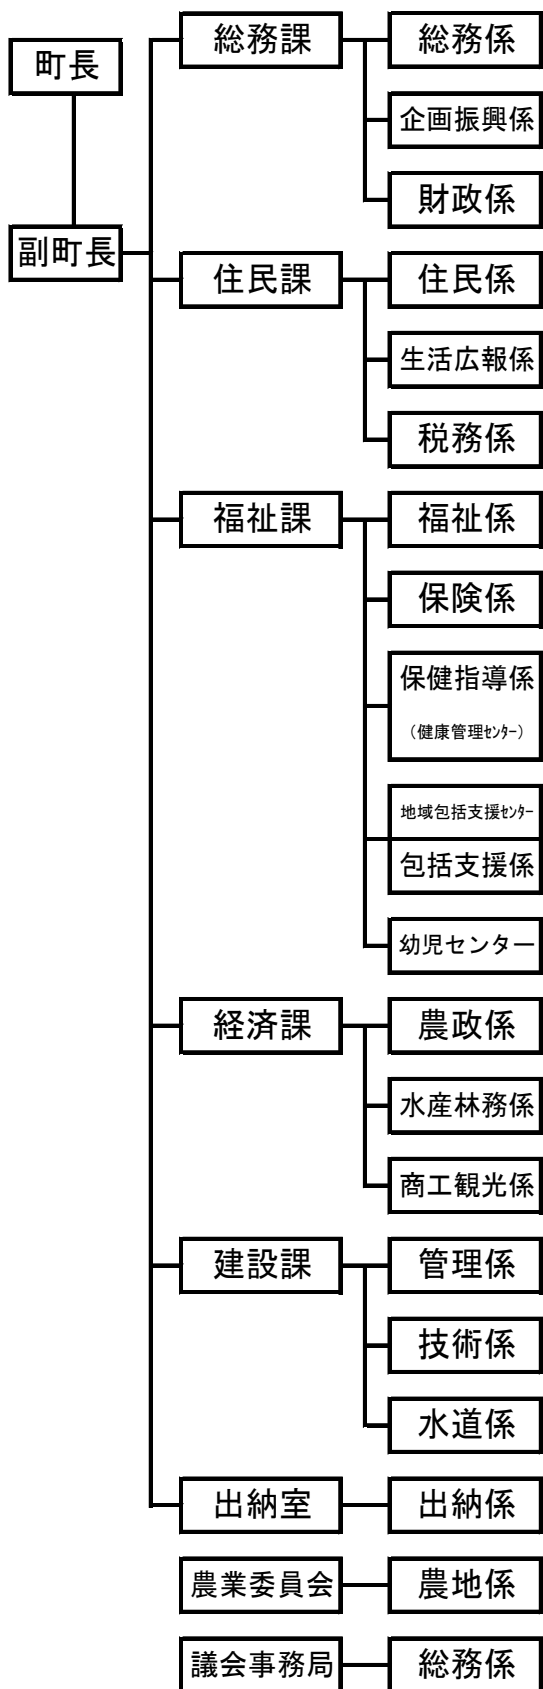 町長
副町長
総務課
総務係
企画振興係
財政係
住民課
住民係
生活広報係
税務係
福祉課
福祉係
保険係
保健指導係
（健康管理ｾﾝﾀｰ）
地域包括支援ｾﾝﾀｰ
包括支援係
幼児センター
経済課
農政係
水産林務係
商工観光係
建設課
管理係
技術係
水道係
出納室
出納係
農業委員会
農地係
議会事務局
総務係